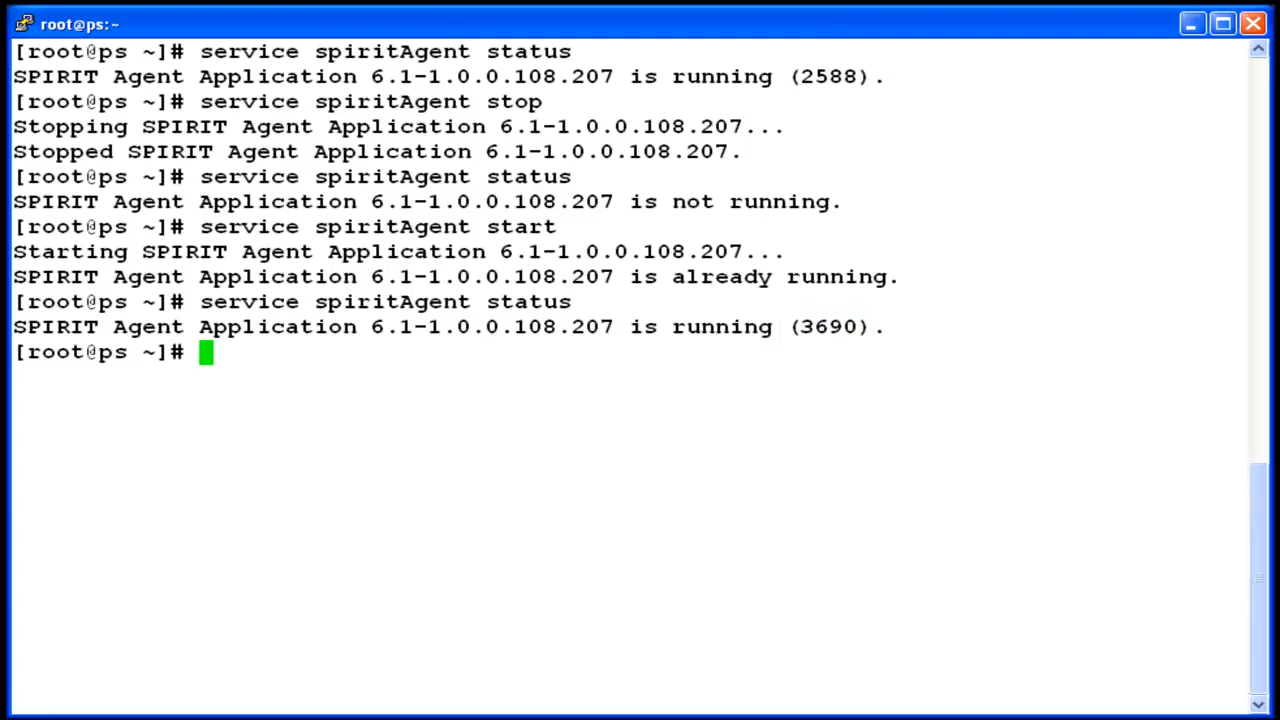 root@ps:~
[root@ps ~]# service spiritAgent status
SPIRIT Agent Application 6.1-1.0.0.108.207 is running (2588).
[root@ps ~]# service spiritAgent stop
Stopping SPIRIT Agent Application 6.1-1.0.0.108.207...
Stopped SPIRIT Agent Application 6.1-1.0.0.108.207.
[root@ps ~]# service spiritAgent status
SPIRIT Agent Application 6.1-1.0.0.108.207 is not running.
[root@ps ~]# service spiritAgent start
Starting SPIRIT Agent Application 6.1-1.0.0.108.207...
SPIRIT Agent Application 6.1-1.0.0.108.207 is already running.
[root@ps ~]# service spiritAgent status
SPIRIT Agent Application 6.1-1.0.0.108.207 is running (3690).
[root@ps ~]#